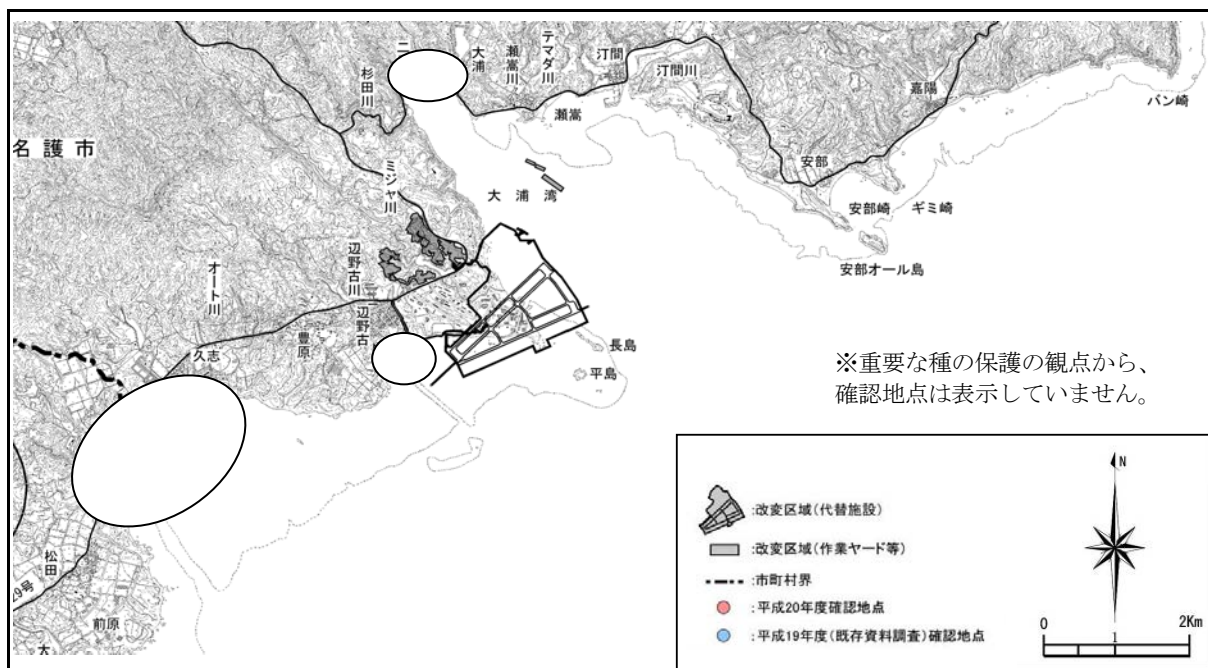 二
大浦
瀬嵩川
テマダ川
汀間
汀間川
杉田川
瀬嵩
嘉陽
バン崎
名護市
ミジャ川
大浦湾
安部
安部崎
ギミ崎
安部オール島
辺野古川
オート川
辺野古
豊原
久志
長島
平島
※重要な種の保護の観点から、
確認地点は表示していません。
松田
29号
前原
大
:改変区域(代替施設)
:改変区域(作業ヤード等)
:市町村界
:平成20年度確認地点
:平成19年度(既存資料調査)確認地点
N
0 1 2Km